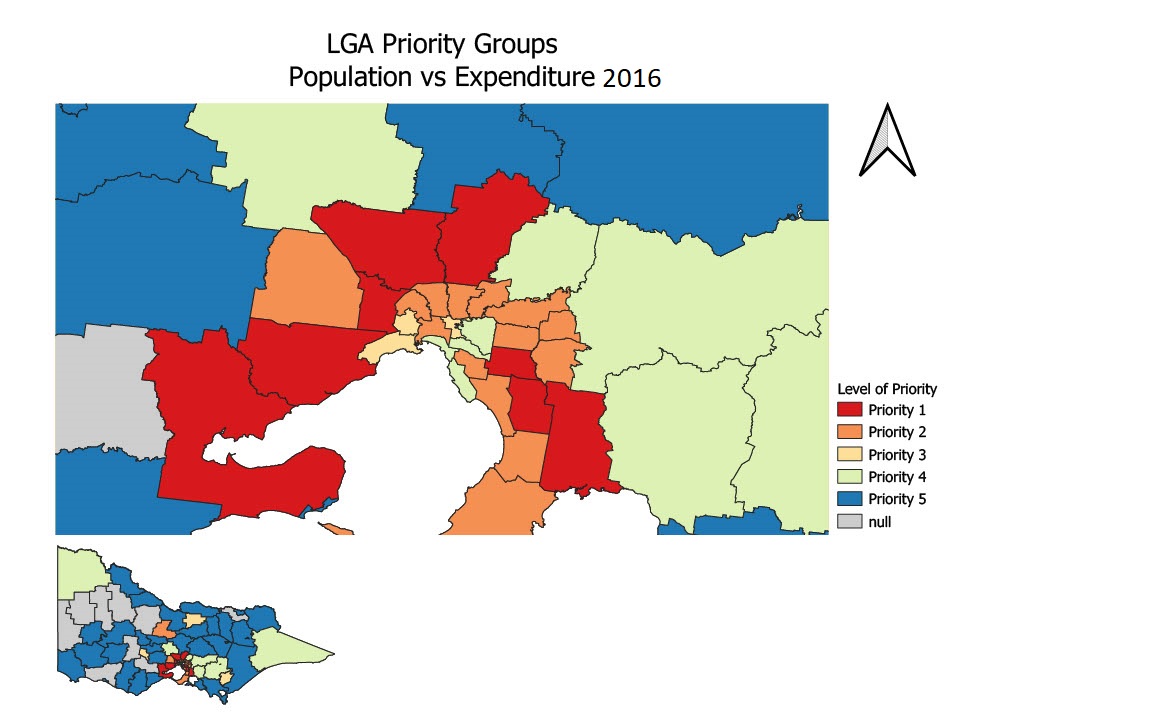 LGA Priority Groups
Population vs Expenditure 2016
Level of Priority
Priority 1
Priority 2
Priority 3
Priority 4
Priority 5
null